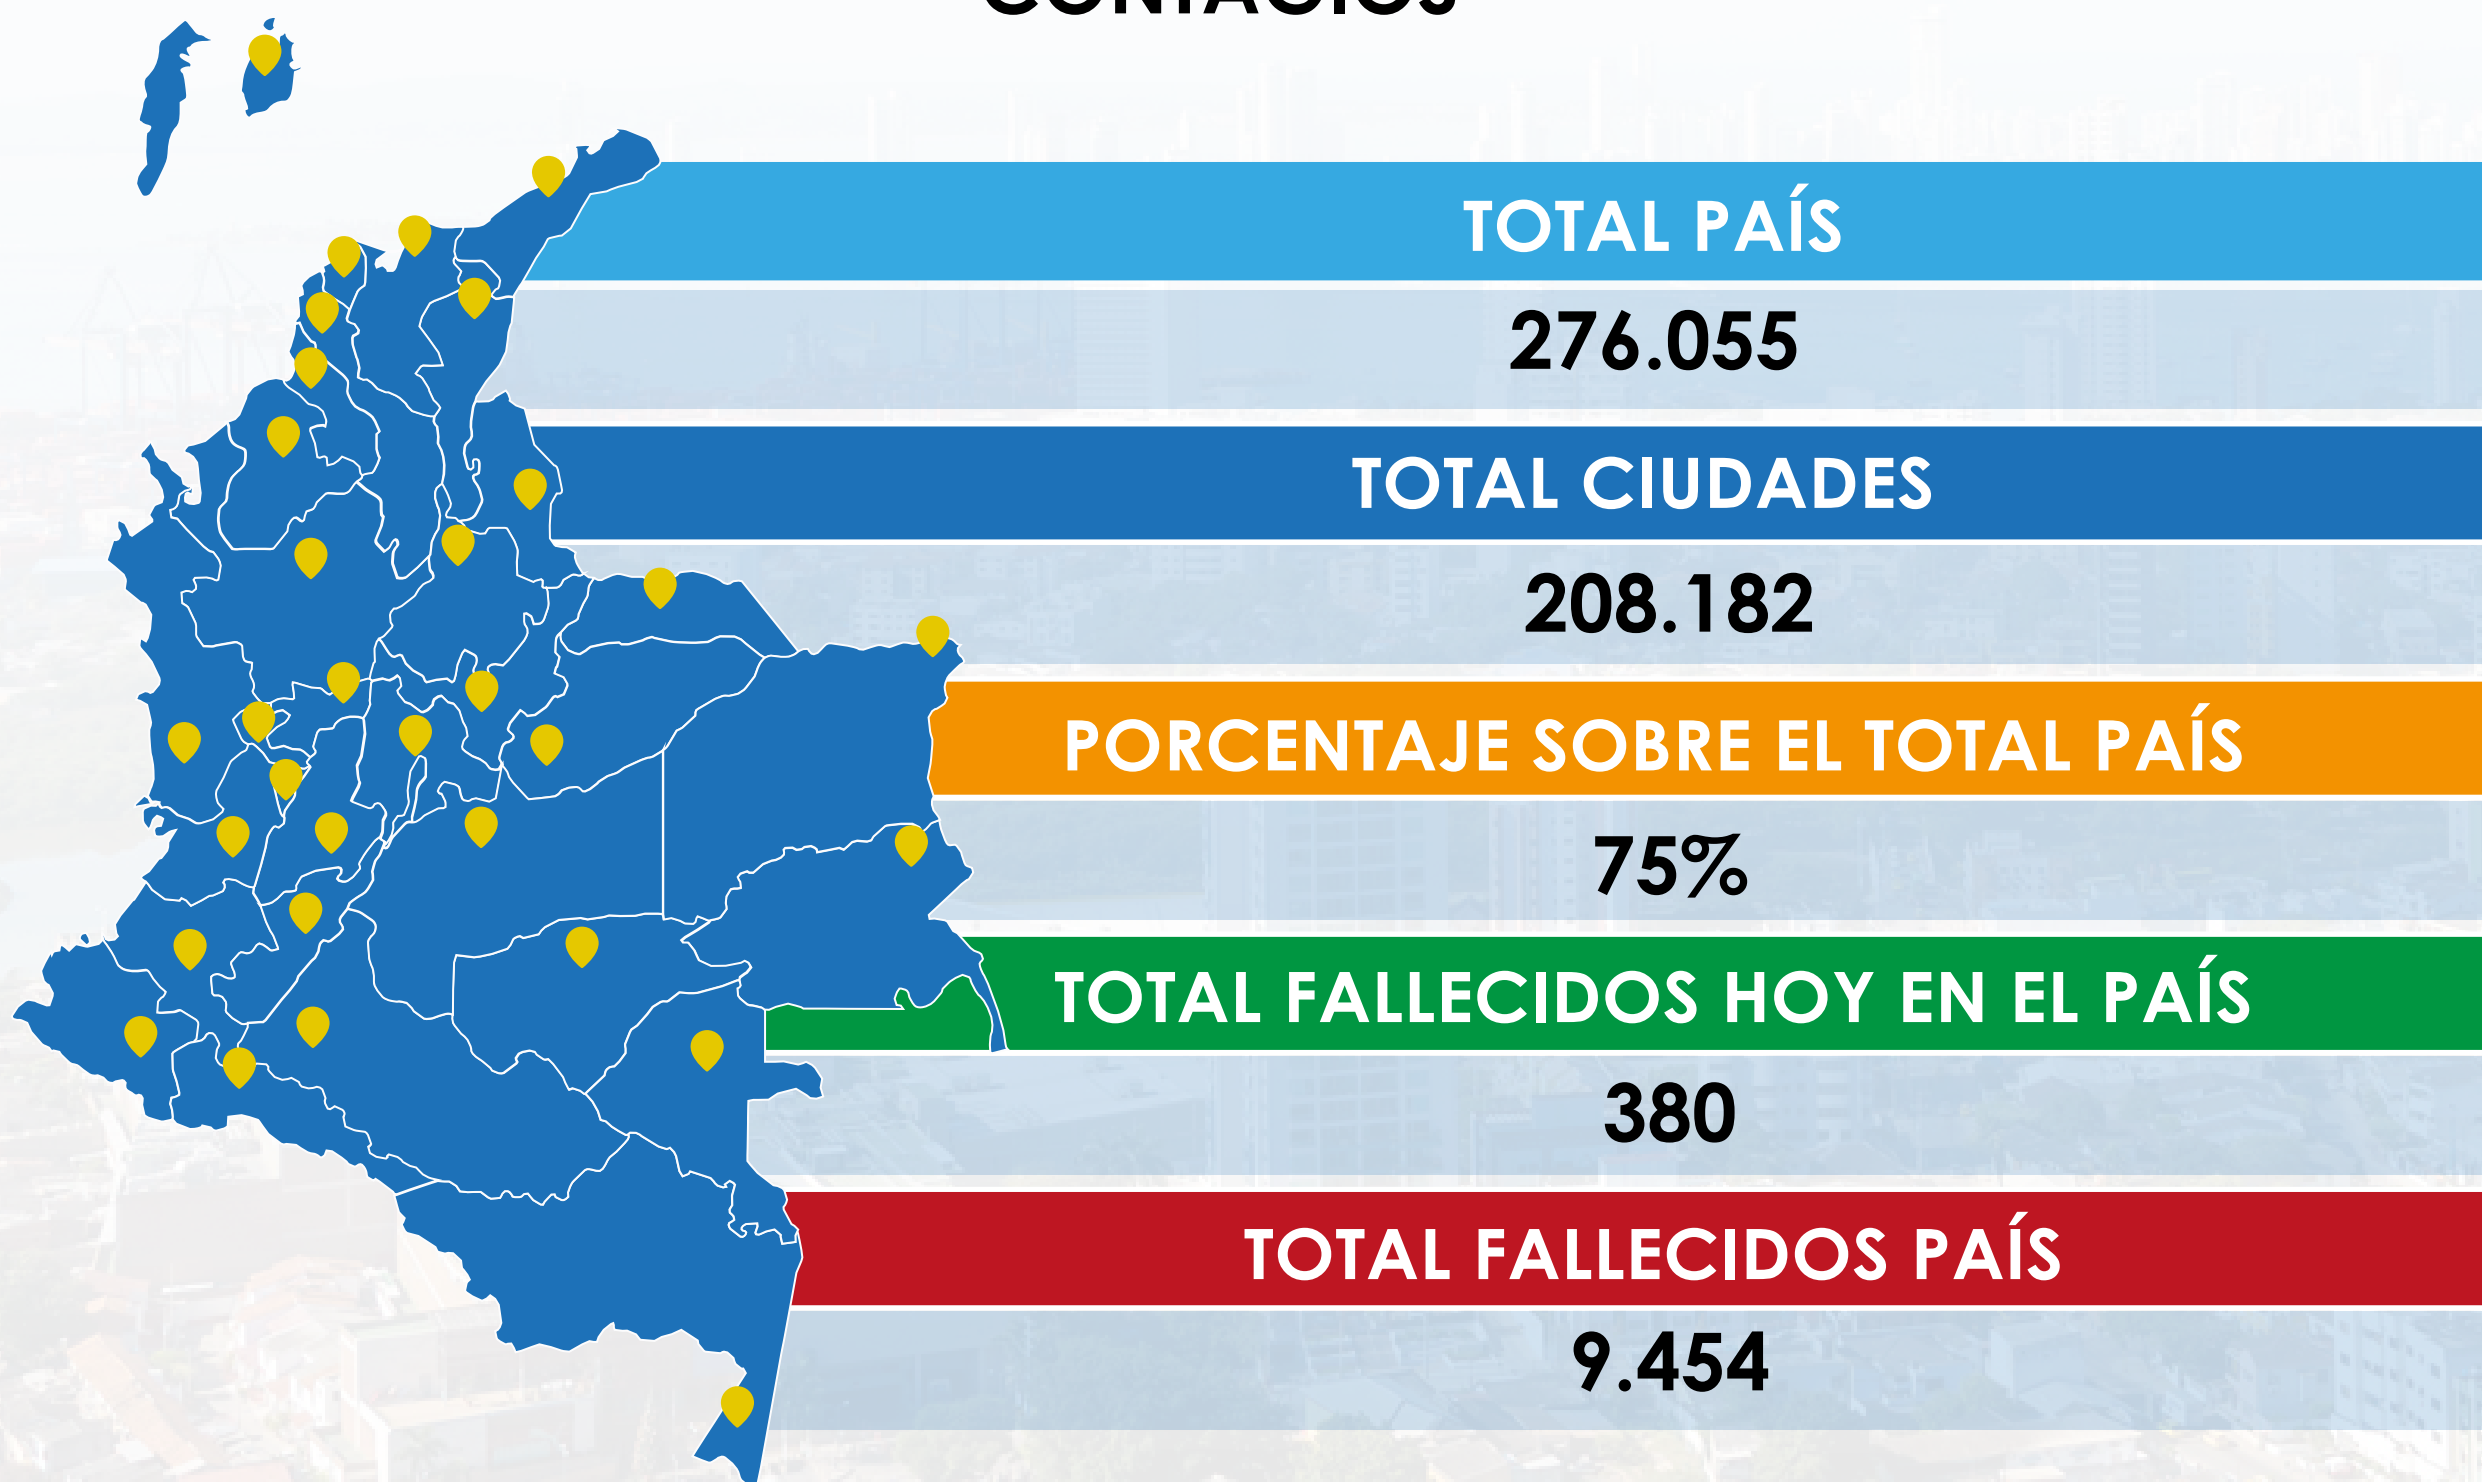 CONTAGIOS
TOTAL PAÍS
276.055
TOTAL CIUDADES
208.182
PORCENTAJE SOBRE EL TOTAL PAÍS
75%
TOTAL FALLECIDOS HOY EN EL PAÍS
380
TOTAL FALLECIDOS PAÍS
9.454